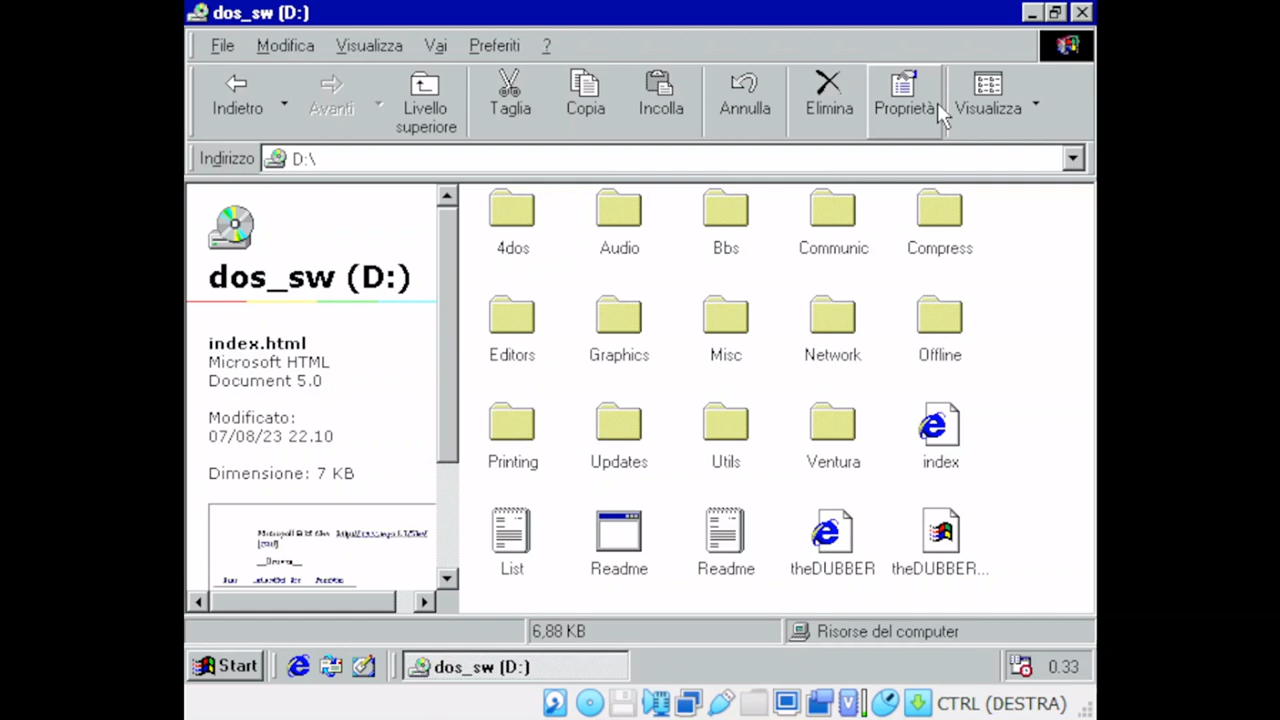 dos_sw (D:)
File Modifica Visualizza Vai Preferiti ?
Indietro Avanti Livello superiore Taglia Copia Incolla Annulla Elimina Proprietà Visualizza
Indirizzo D:\
dos_sw (D:)
index.html
Microsoft HTML
Document 5.0
Modificato:
07/08/23 22.10
Dimensione: 7 KB
4dos Audio Bbs Communic Compress
Editors Graphics Misc Network Offline
Printing Updates Utils Ventura index
List Readme Readme theDUBBER theDUBBER...
6,88 KB Risorse del computer
Start dos_sw (D:) 0.33
CTRL (DESTRA)